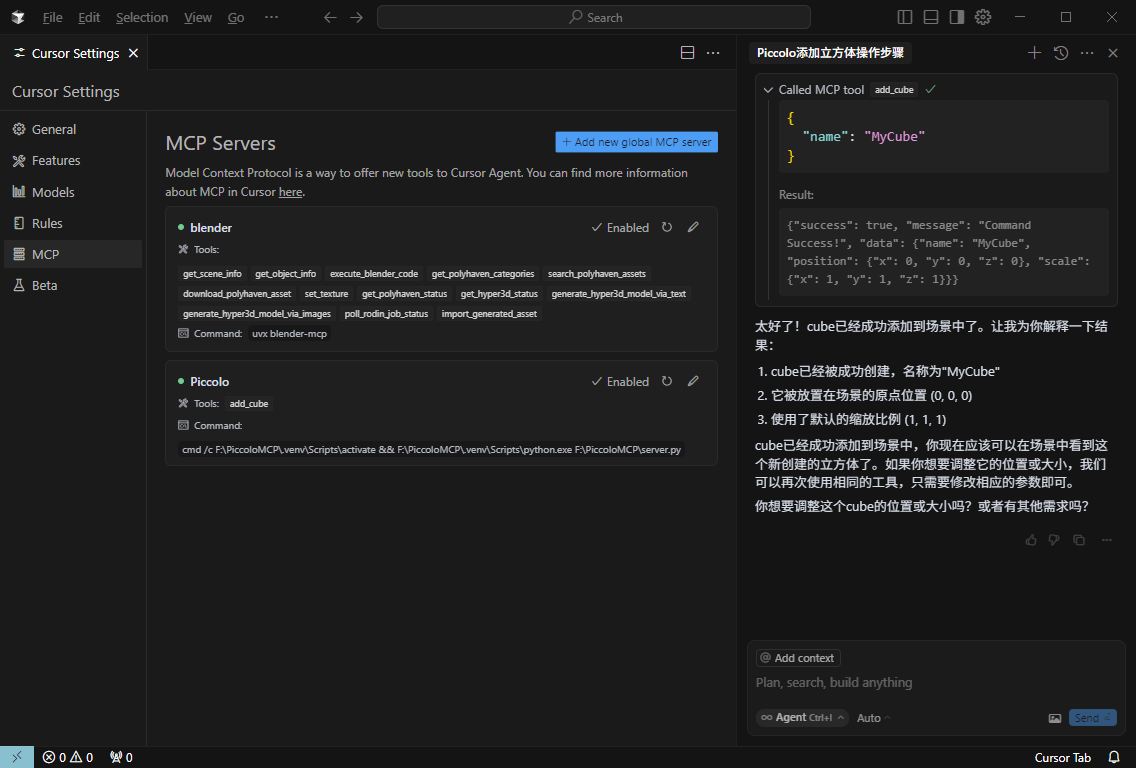 File Edit Selection View Go ···
Search
Cursor Settings
Cursor Settings
General
Features
Models
Rules
MCP
Beta
MCP Servers
Add new global MCP server
Model Context Protocol is a way to offer new tools to Cursor Agent. You can find more information
about MCP in Cursor here.
blender
Enabled
Tools:
get_scene_info get_object_info execute_blender_code get_polyhaven_categories search_polyhaven_assets
download_polyhaven_asset set_texture get_polyhaven_status get_hyper3d_status generate_hyper3d_model_via_text
generate_hyper3d_model_via_images poll_rodin_job_status import_generated_asset
Command: uvx blender-mcp
Piccolo
Enabled
Tools: add_cube
Command:
cmd /c F:\PiccoloMCP\.venv\Scripts\activate && F:\PiccoloMCP\.venv\Scripts\python.exe F:\PiccoloMCP\server.py
Piccolo添加立方体操作步骤
Called MCP tool add_cube
{
"name": "MyCube"
}
Result:
{"success": true, "message": "Command
Success!", "data": {"name": "MyCube",
"position": {"x": 0, "y": 0, "z": 0}, "scale":
{"x": 1, "y": 1, "z": 1}}}
太好了！cube已经成功添加到场景中了。让我为你解释一下结
果：
1. cube已经被成功创建，名称为"MyCube"
2. 它被放置在场景的原点位置 (0, 0, 0)
3. 使用了默认的缩放比例 (1, 1, 1)
cube已经成功添加到场景中，你现在应该可以在场景中看到这
个新创建的立方体了。如果你想要调整它的位置或大小，我们
可以再次使用相同的工具，只需要修改相应的参数即可。
你想要调整这个cube的位置或大小吗？或者有其他需求吗？
@ Add context
Plan, search, build anything
Agent Ctrl+I Auto
Send
0 0 0
Cursor Tab